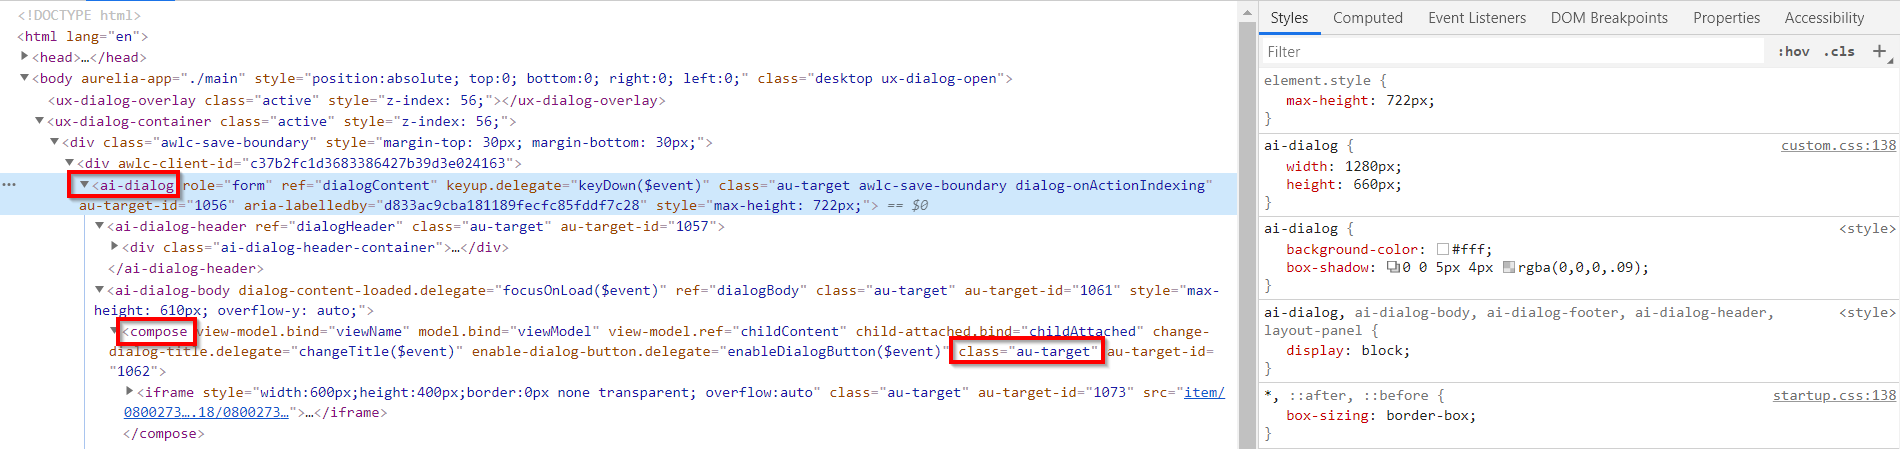 <!DOCTYPE html>
<html lang="en">
<head>…</head>
<body aurelia-app="./main" style="position:absolute; top:0; bottom:0; right:0; left:0;" class="desktop ux-dialog-open">
<ux-dialog-overlay class="active" style="z-index: 56;"></ux-dialog-overlay>
<ux-dialog-container class="active" style="z-index: 56;">
<div class="awlc-save-boundary" style="margin-top: 30px; margin-bottom: 30px;">
<div awlc-client-id="c37b2fc1d3683386427b39d3e024163">
<ai-dialog role="form" ref="dialogContent" keyup.delegate="keyDown($event)" class="au-target awlc-save-boundary dialog-onActionIndexing"
au-target-id="1056" aria-labelledby="d833ac9cba181189fecfc85fddf7c28" style="max-height: 722px;"> == $0
<ai-dialog-header ref="dialogHeader" class="au-target" au-target-id="1057">
<div class="ai-dialog-header-container">…</div>
</ai-dialog-header>
<ai-dialog-body dialog-content-loaded.delegate="focusOnLoad($event)" ref="dialogBody" class="au-target" au-target-id="1061" style="max-
height: 610px; overflow-y: auto;">
<compose view-model.bind="viewName" model.bind="viewModel" view-model.ref="childContent" child-attached.bind="childAttached" change-
dialog-title.delegate="changeTitle($event)" enable-dialog-button.delegate="enableDialogButton($event)" class="au-target" au-target-id=
"1062">
<iframe style="width:600px;height:400px;border:0px none transparent; overflow:auto" class="au-target" au-target-id="1073" src="item/
0800273….18/0800273…">…</iframe>
</compose>
Styles Computed Event Listeners DOM Breakpoints Properties Accessibility
Filter :hov .cls +
element.style {
max-height: 722px;
}
ai-dialog { custom.css:138
width: 1280px;
height: 660px;
}
ai-dialog { <style>
background-color: #fff;
box-shadow: 0 0 5px 4px rgba(0,0,0,.09);
}
ai-dialog, ai-dialog-body, ai-dialog-footer, ai-dialog-header, <style>
layout-panel {
display: block;
}
*, ::after, ::before { startup.css:138
box-sizing: border-box;
}